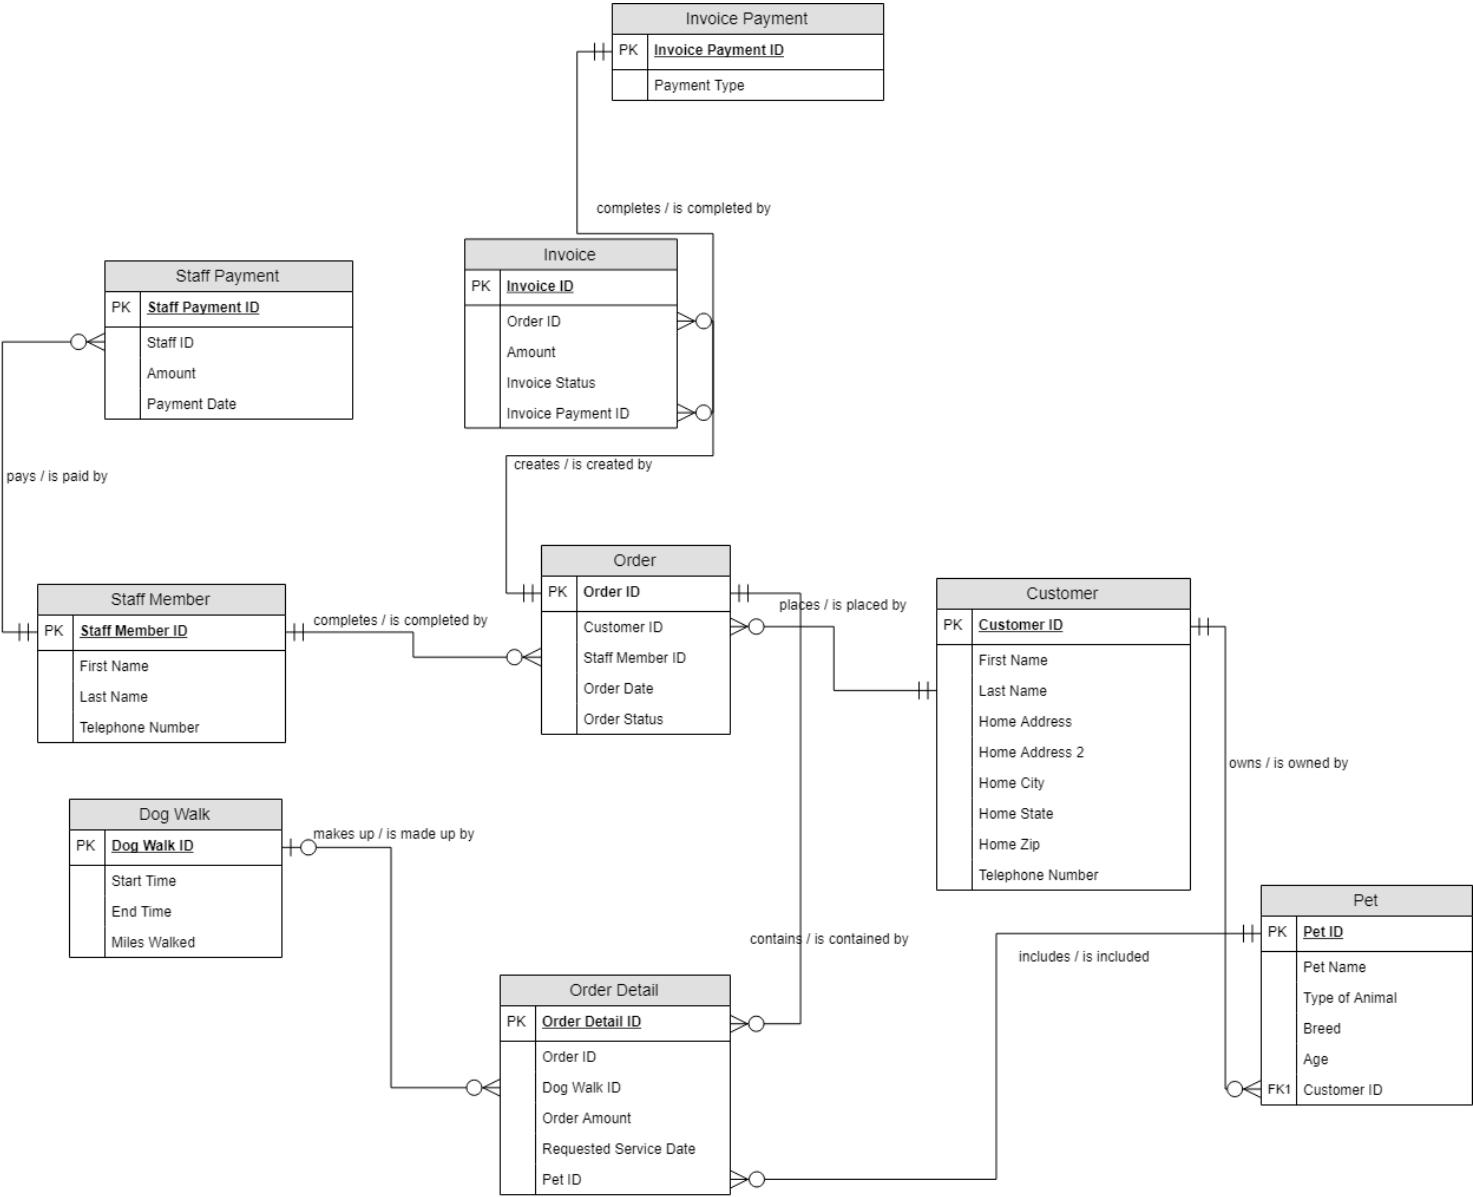 Invoice Payment
PK Invoice Payment ID
Payment Type
completes / is completed by
Invoice
PK Invoice ID
Order ID
Amount
Invoice Status
Invoice Payment ID
creates / is created by
Staff Payment
PK Staff Payment ID
Staff ID
Amount
Payment Date
pays / is paid by
Staff Member
PK Staff Member ID
First Name
Last Name
Telephone Number
completes / is completed by
Order
PK Order ID
Customer ID
Staff Member ID
Order Date
Order Status
places / is placed by
Customer
PK Customer ID
First Name
Last Name
Home Address
Home Address 2
Home City
Home State
Home Zip
Telephone Number
owns / is owned by
Dog Walk
PK Dog Walk ID
Start Time
End Time
Miles Walked
makes up / is made up by
contains / is contained by
Order Detail
PK Order Detail ID
Order ID
Dog Walk ID
Order Amount
Requested Service Date
Pet ID
includes / is included
Pet
PK Pet ID
Pet Name
Type of Animal
Breed
Age
FK1 Customer ID